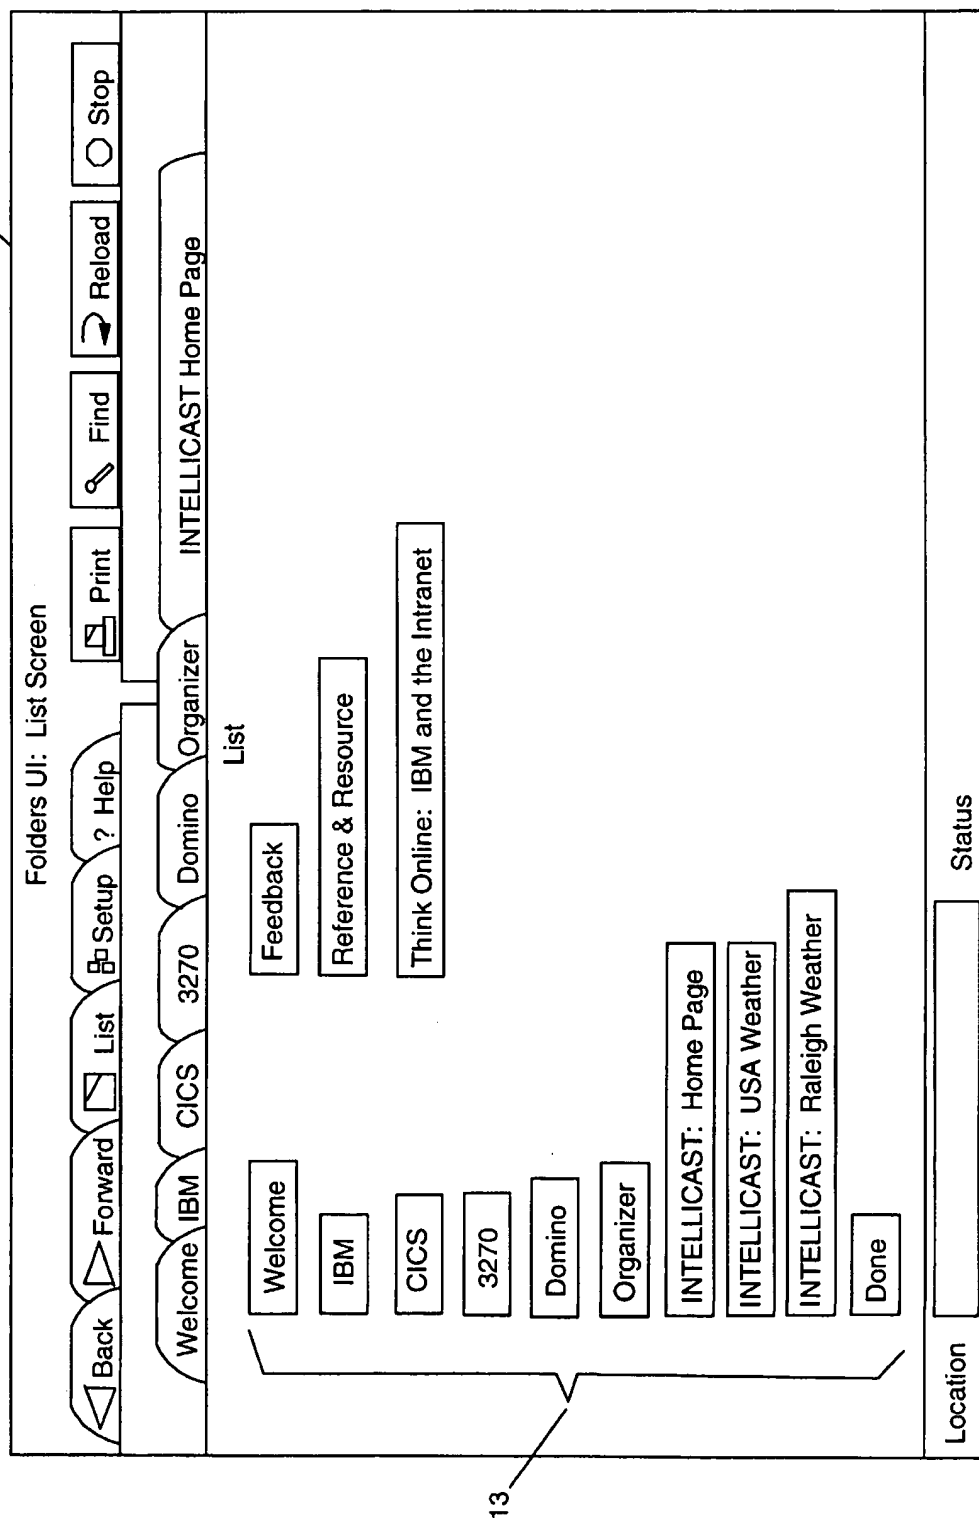 Folders UI: List Screen
Back Forward List Setup ? Help Print Find Reload Stop
Welcome IBM CICS 3270 Domino Organizer INTELLICAST Home Page
List
Welcome Feedback
IBM Reference & Resource
CICS Think Online: IBM and the Intranet
3270
Domino
Organizer
INTELLICAST: Home Page
INTELLICAST: USA Weather
INTELLICAST: Raleigh Weather
Done
13
Location Status